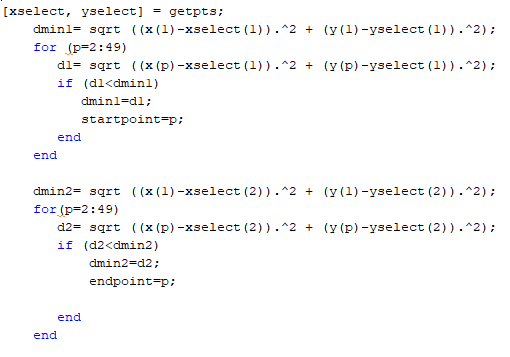 [xselect, yselect] = getpts;
dmin1= sqrt ((x(1)-xselect(1)).^2 + (y(1)-yselect(1)).^2);
for (p=2:49)
d1= sqrt ((x(p)-xselect(1)).^2 + (y(p)-yselect(1)).^2);
if (d1<dmin1)
dmin1=d1;
startpoint=p;
end
end
dmin2= sqrt ((x(1)-xselect(2)).^2 + (y(1)-yselect(2)).^2);
for(p=2:49)
d2= sqrt ((x(p)-xselect(2)).^2 + (y(p)-yselect(2)).^2);
if (d2<dmin2)
dmin2=d2;
endpoint=p;
end
end